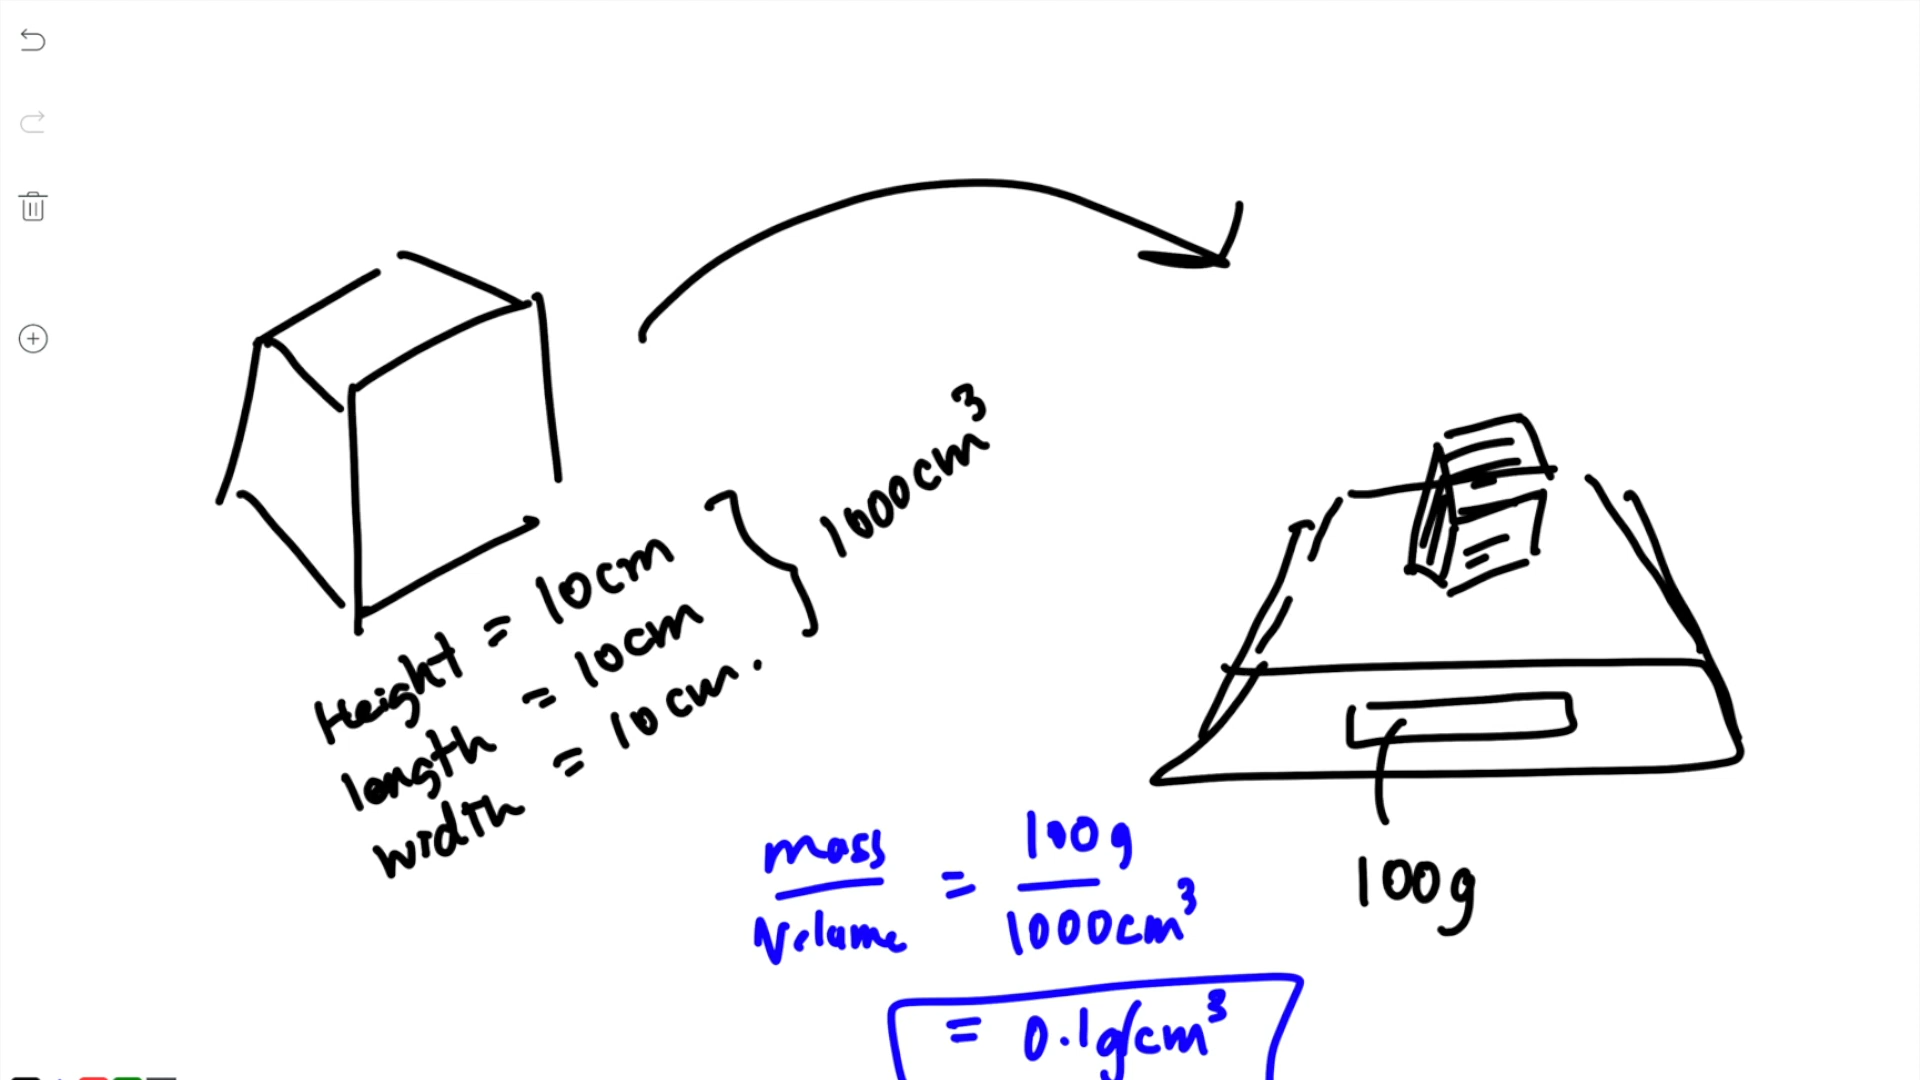 Height = 10cm
length = 10cm
width = 10cm.
1000cm³
100g
mass / Volume = 100g / 1000cm³
= 0.1g/cm³